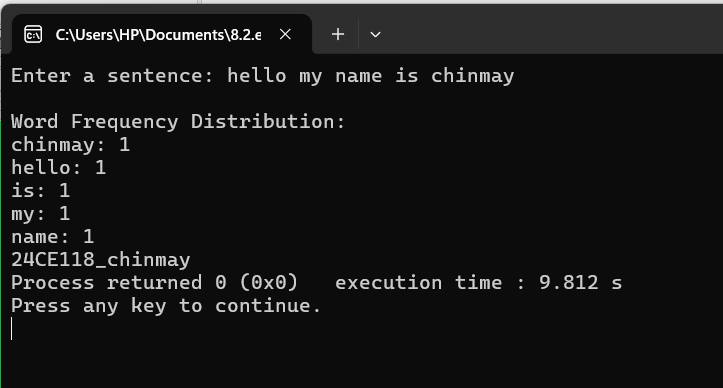 C:\Users\HP\Documents\8.2.e
Enter a sentence: hello my name is chinmay
Word Frequency Distribution:
chinmay: 1
hello: 1
is: 1
my: 1
name: 1
24CE118_chinmay
Process returned 0 (0x0)   execution time : 9.812 s
Press any key to continue.